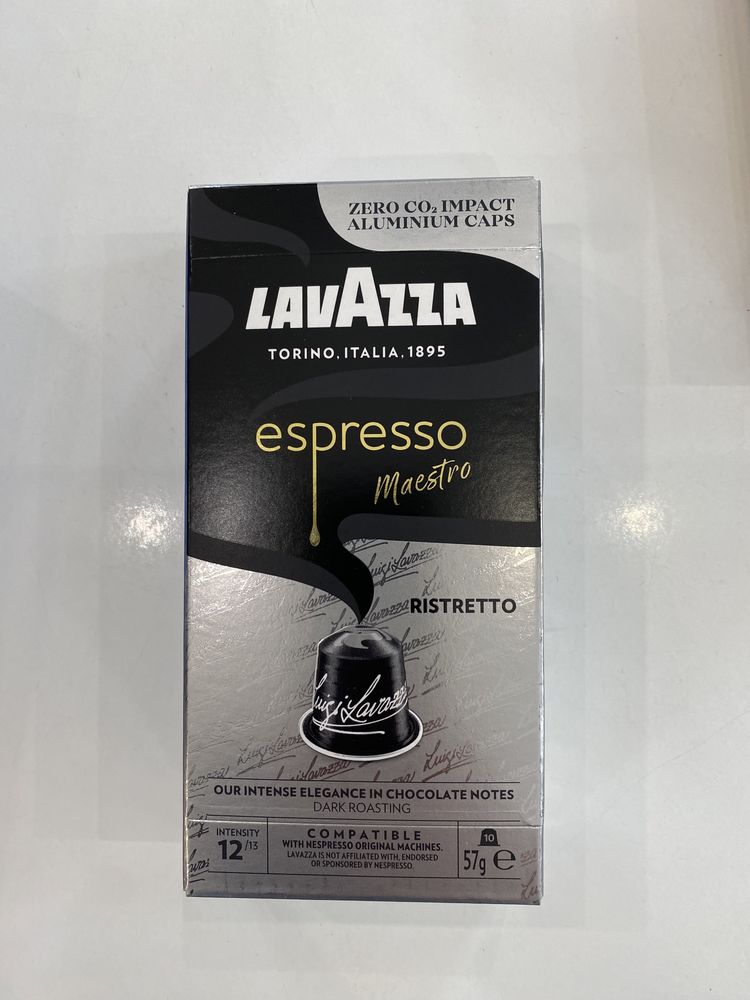 ZERO CO₂ IMPACT
ALUMINIUM CAPS
LAVAZZA
TORINO, ITALIA, 1895
espresso
Maestro
RISTRETTO
Luigi Lavazza
OUR INTENSE ELEGANCE IN CHOCOLATE NOTES
DARK ROASTING
INTENSITY
12/13
COMPATIBLE
WITH NESPRESSO ORIGINAL MACHINES.
LAVAZZA IS NOT AFFILIATED WITH, ENDORSED
OR SPONSORED BY NESPRESSO.
10
57g ℮